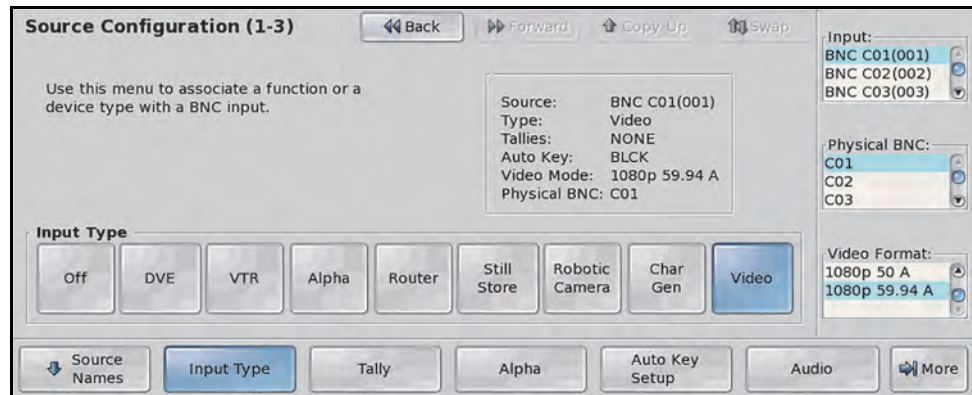 Source Configuration (1-3)
Back
Forward
Copy Up
Swap
Use this menu to associate a function or a
device type with a BNC input.
Source: BNC C01(001)
Type: Video
Tallies: NONE
Auto Key: BLCK
Video Mode: 1080p 59.94 A
Physical BNC: C01
Input:
BNC C01(001)
BNC C02(002)
BNC C03(003)
Physical BNC:
C01
C02
C03
Video Format:
1080p 50 A
1080p 59.94 A
Input Type
Off
DVE
VTR
Alpha
Router
Still
Store
Robotic
Camera
Char
Gen
Video
Source
Names
Input Type
Tally
Alpha
Auto Key
Setup
Audio
More